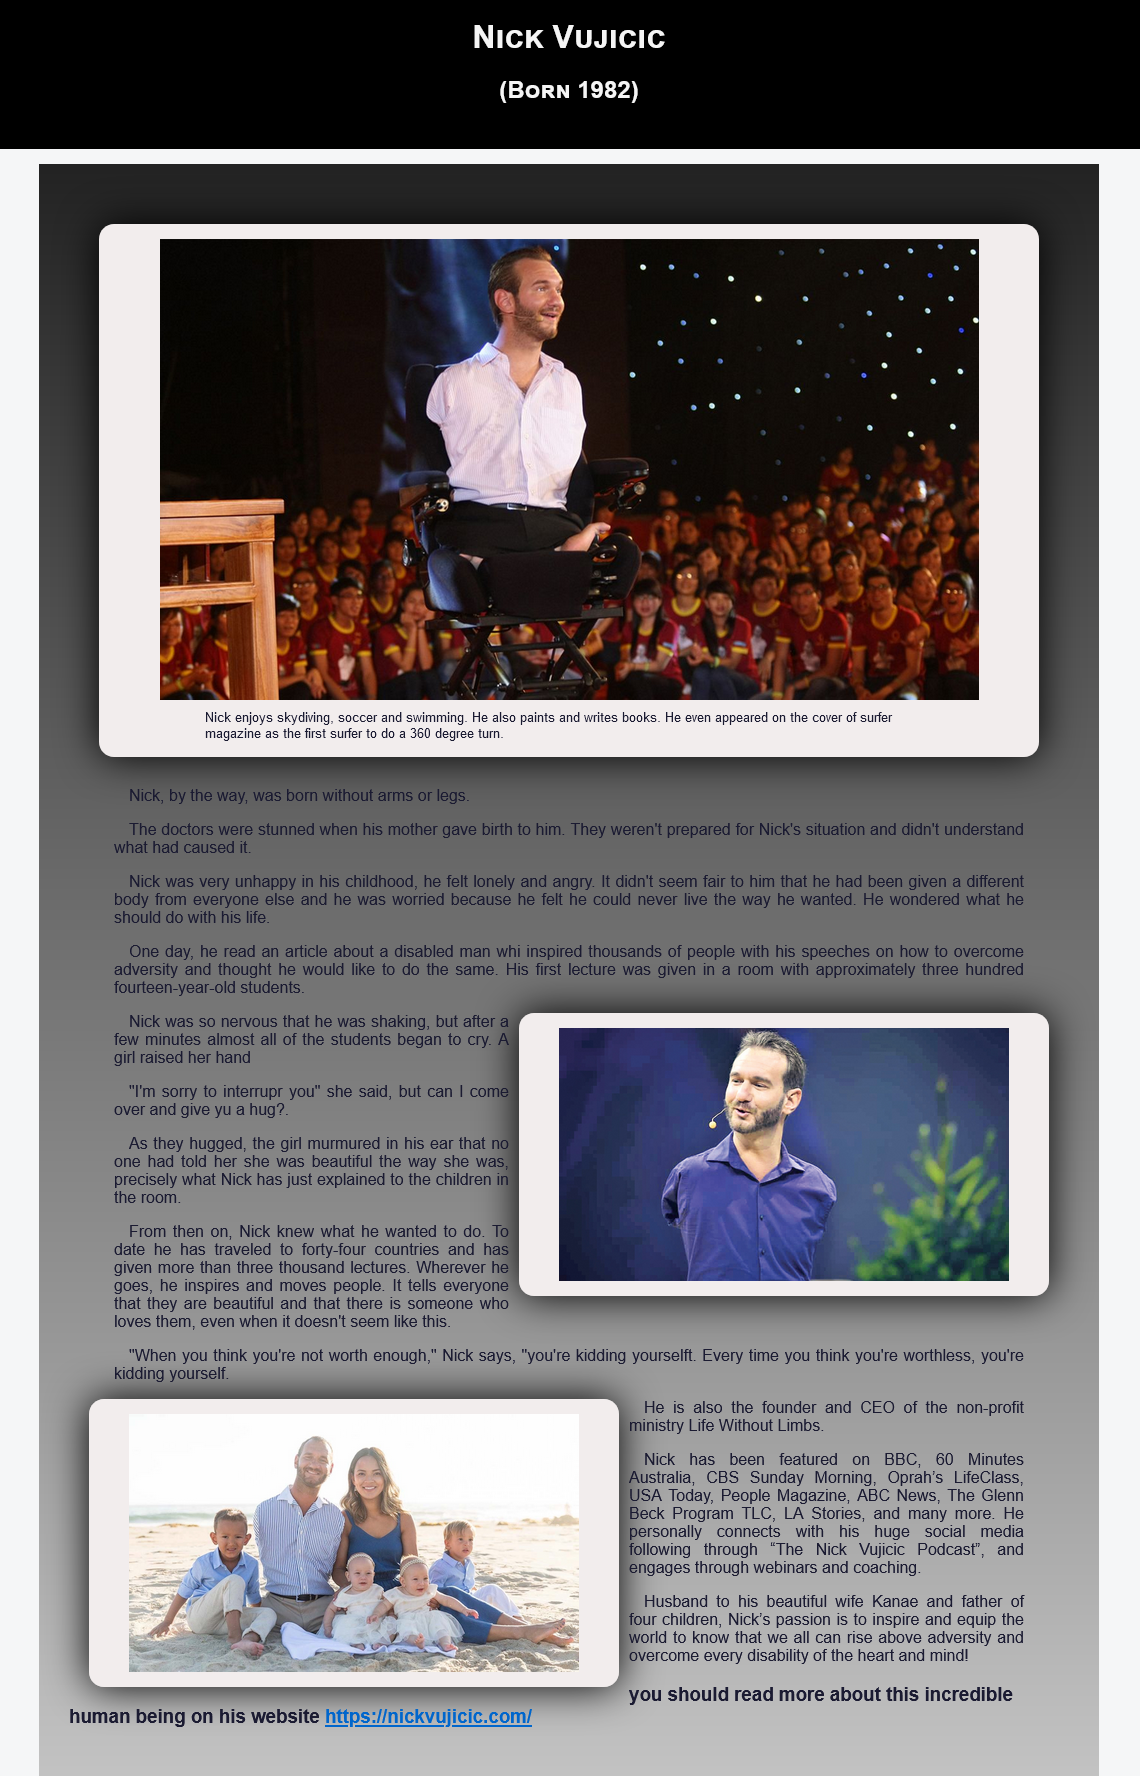 Nick Vujicic
(Born 1982)
Nick enjoys skydiving, soccer and swimming. He also paints and writes books. He even appeared on the cover of surfer
magazine as the first surfer to do a 360 degree turn.
Nick, by the way, was born without arms or legs.
The doctors were stunned when his mother gave birth to him. They weren't prepared for Nick's situation and didn't understand
what had caused it.
Nick was very unhappy in his childhood, he felt lonely and angry. It didn't seem fair to him that he had been given a different
body from everyone else and he was worried because he felt he could never live the way he wanted. He wondered what he
should do with his life.
One day, he read an article about a disabled man whi inspired thousands of people with his speeches on how to overcome
adversity and thought he would like to do the same. His first lecture was given in a room with approximately three hundred
fourteen-year-old students.
Nick was so nervous that he was shaking, but after a
few minutes almost all of the students began to cry. A
girl raised her hand
"I'm sorry to interrupr you" she said, but can I come
over and give yu a hug?.
As they hugged, the girl murmured in his ear that no
one had told her she was beautiful the way she was,
precisely what Nick has just explained to the children in
the room.
From then on, Nick knew what he wanted to do. To
date he has traveled to forty-four countries and has
given more than three thousand lectures. Wherever he
goes, he inspires and moves people. It tells everyone
that they are beautiful and that there is someone who
loves them, even when it doesn't seem like this.
"When you think you're not worth enough," Nick says, "you're kidding yourselft. Every time you think you're worthless, you're
kidding yourself.
He is also the founder and CEO of the non-profit
ministry Life Without Limbs.
Nick has been featured on BBC, 60 Minutes
Australia, CBS Sunday Morning, Oprah’s LifeClass,
USA Today, People Magazine, ABC News, The Glenn
Beck Program TLC, LA Stories, and many more. He
personally connects with his huge social media
following through “The Nick Vujicic Podcast”, and
engages through webinars and coaching.
Husband to his beautiful wife Kanae and father of
four children, Nick’s passion is to inspire and equip the
world to know that we all can rise above adversity and
overcome every disability of the heart and mind!
you should read more about this incredible
human being on his website https://nickvujicic.com/